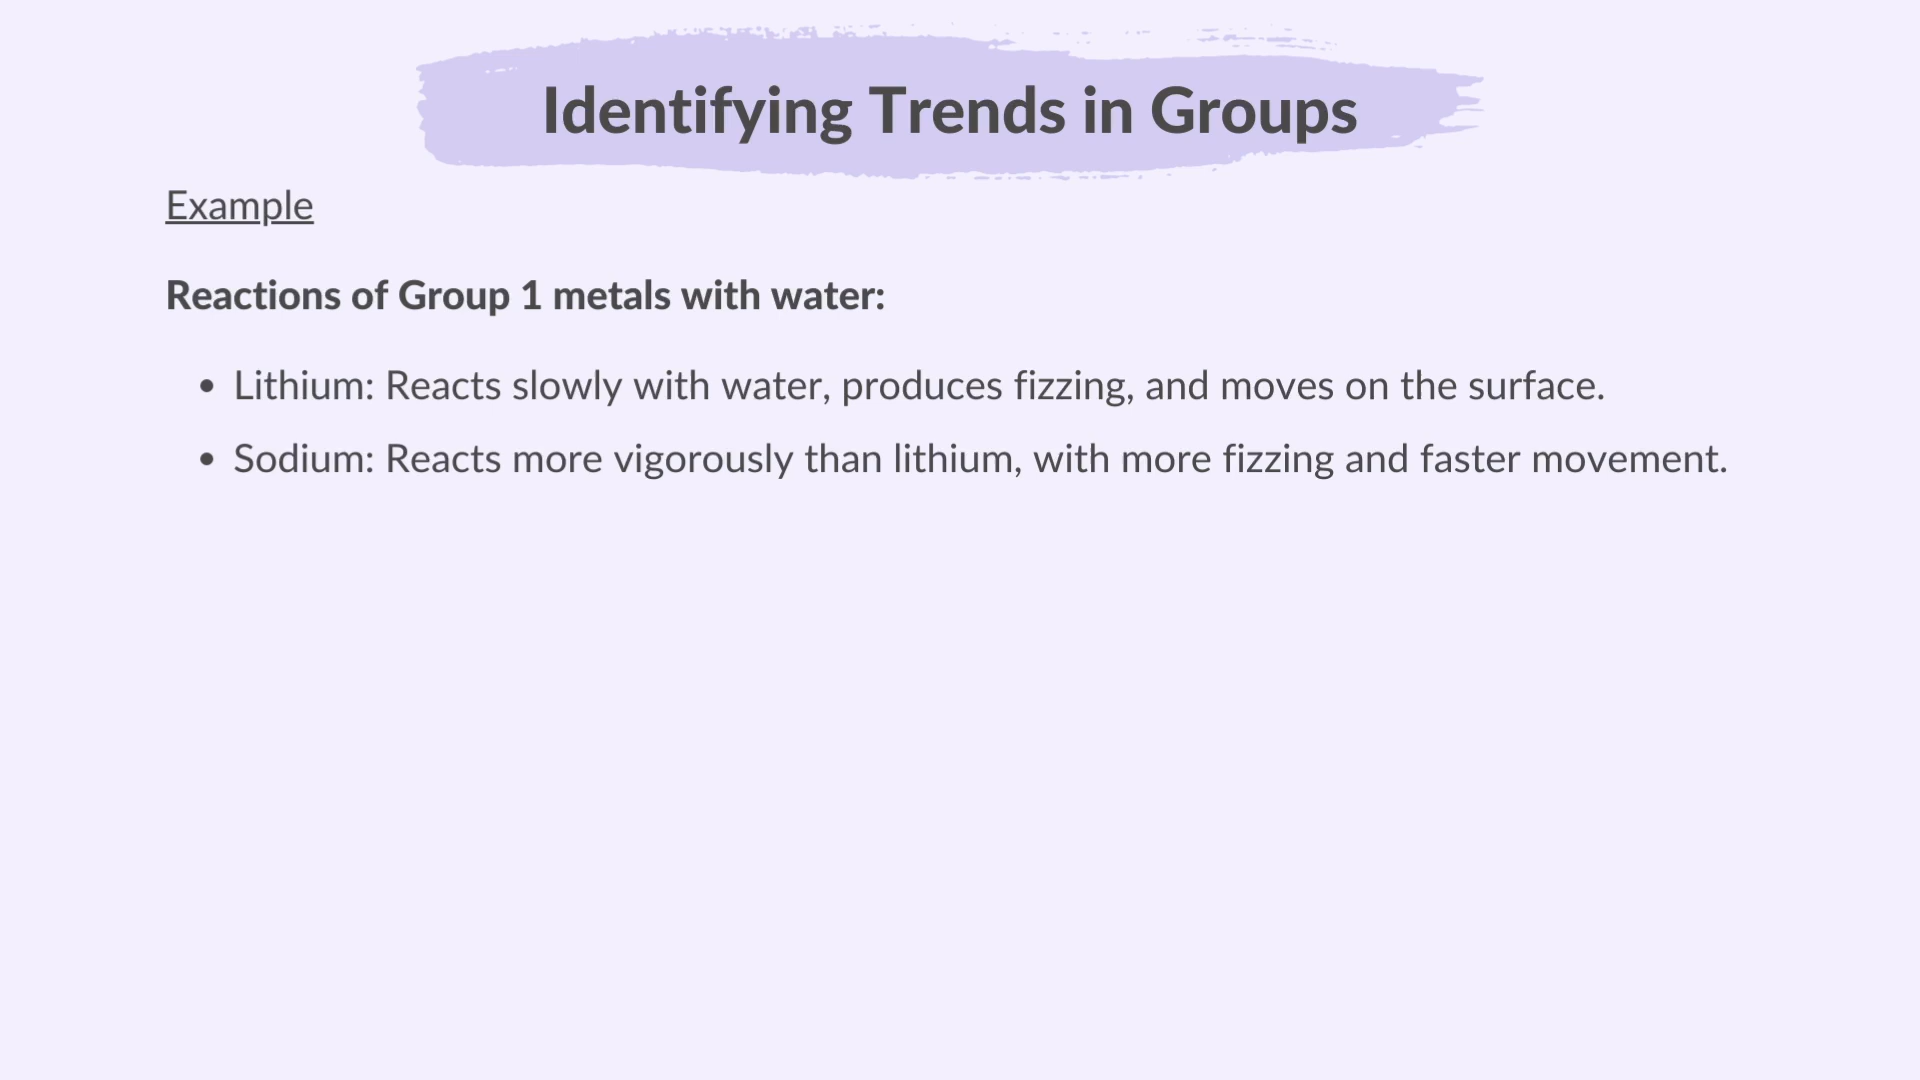 Identifying Trends in Groups
Example
Reactions of Group 1 metals with water:
• Lithium: Reacts slowly with water, produces fizzing, and moves on the surface.
• Sodium: Reacts more vigorously than lithium, with more fizzing and faster movement.